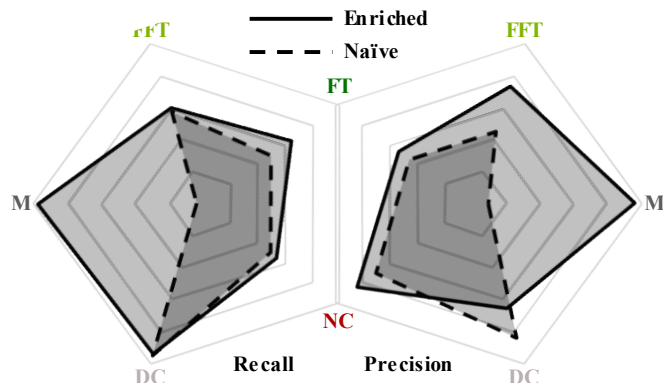 Enriched
FFT FFT
Naïve
FT
M M
NC
DC Recall Precision DC